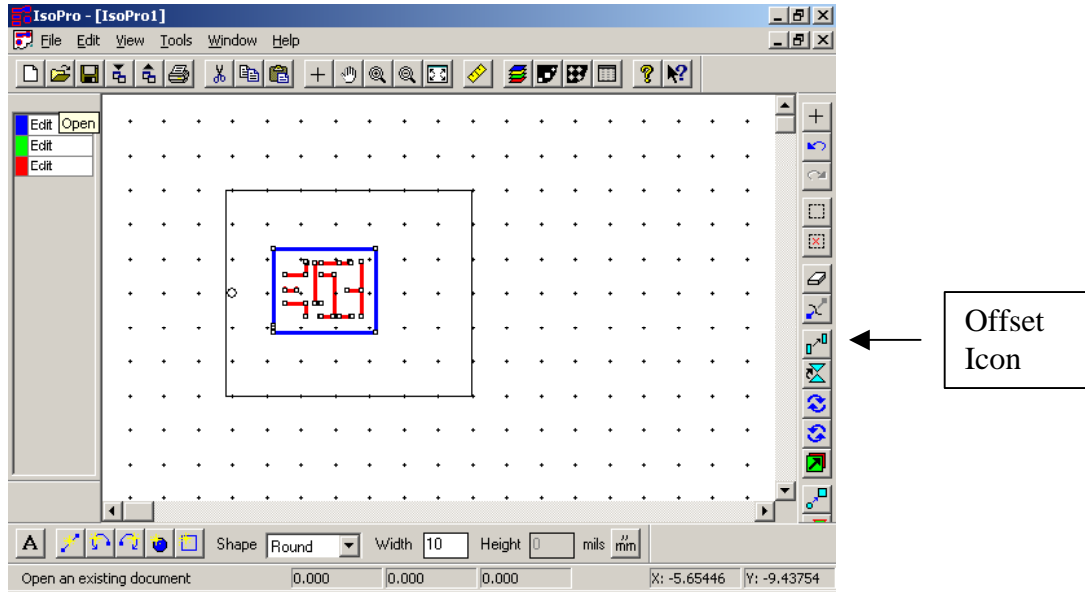 IsoPro - [IsoPro1]
File Edit View Tools Window Help
Edit Open
Edit
Edit
Offset
Icon
A Shape Round Width 10 Height 0 mils mm
Open an existing document 0.000 0.000 0.000 X: -5.65446 Y: -9.43754